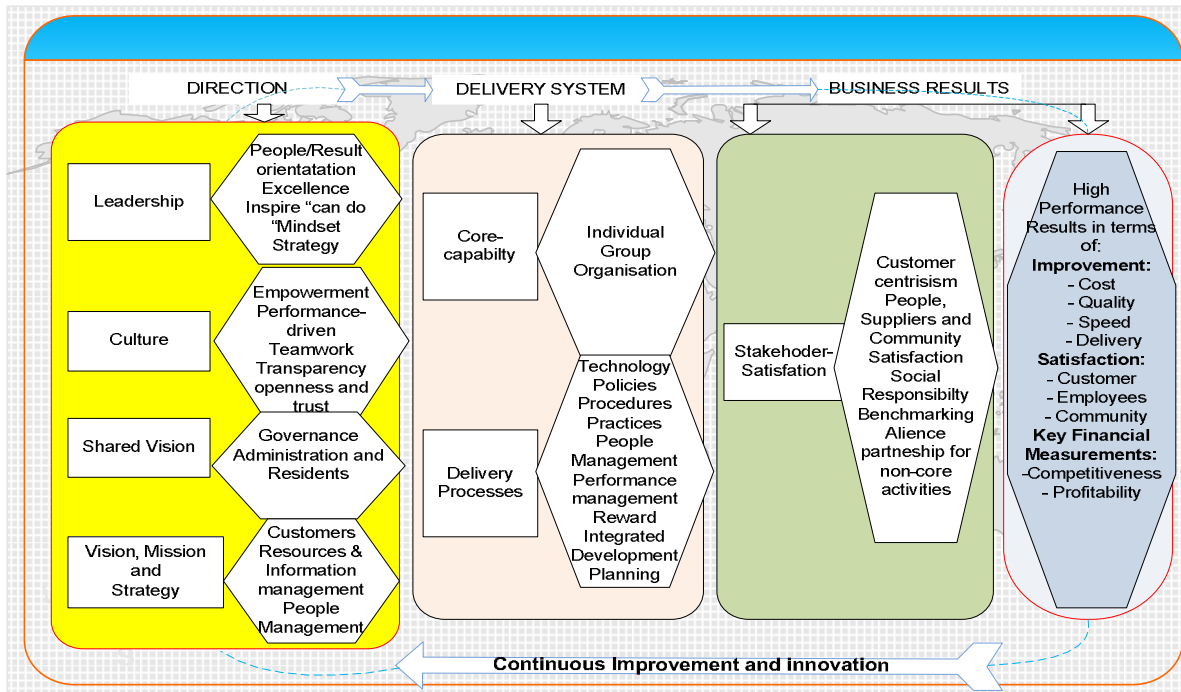 DIRECTION
DELIVERY SYSTEM
BUSINESS RESULTS
Leadership
People/Result
orientatation
Excellence
Inspire “can do
“Mindset
Strategy
Culture
Empowerment
Performance-
driven
Teamwork
Transparency
openness and
trust
Shared Vision
Governance
Administration and
Residents
Vision, Mission
and
Strategy
Customers
Resources &
Information
management
People
Management
Core-
capabilty
Individual
Group
Organisation
Delivery
Processes
Technology
Policies
Procedures
Practices
People
Management
Performance
management
Reward
Integrated
Development
Planning
Stakehoder-
Satisfation
Customer
centrisism
People,
Suppliers and
Community
Satisfaction
Social
Responsibilty
Benchmarking
Alience
partneship for
non-core
activities
High
Performance
Results in terms
of:
Improvement:
- Cost
- Quality
- Speed
- Delivery
Satisfaction:
- Customer
- Employees
- Community
Key Financial
Measurements:
-Competitiveness
- Profitability
Continuous Improvement and innovation